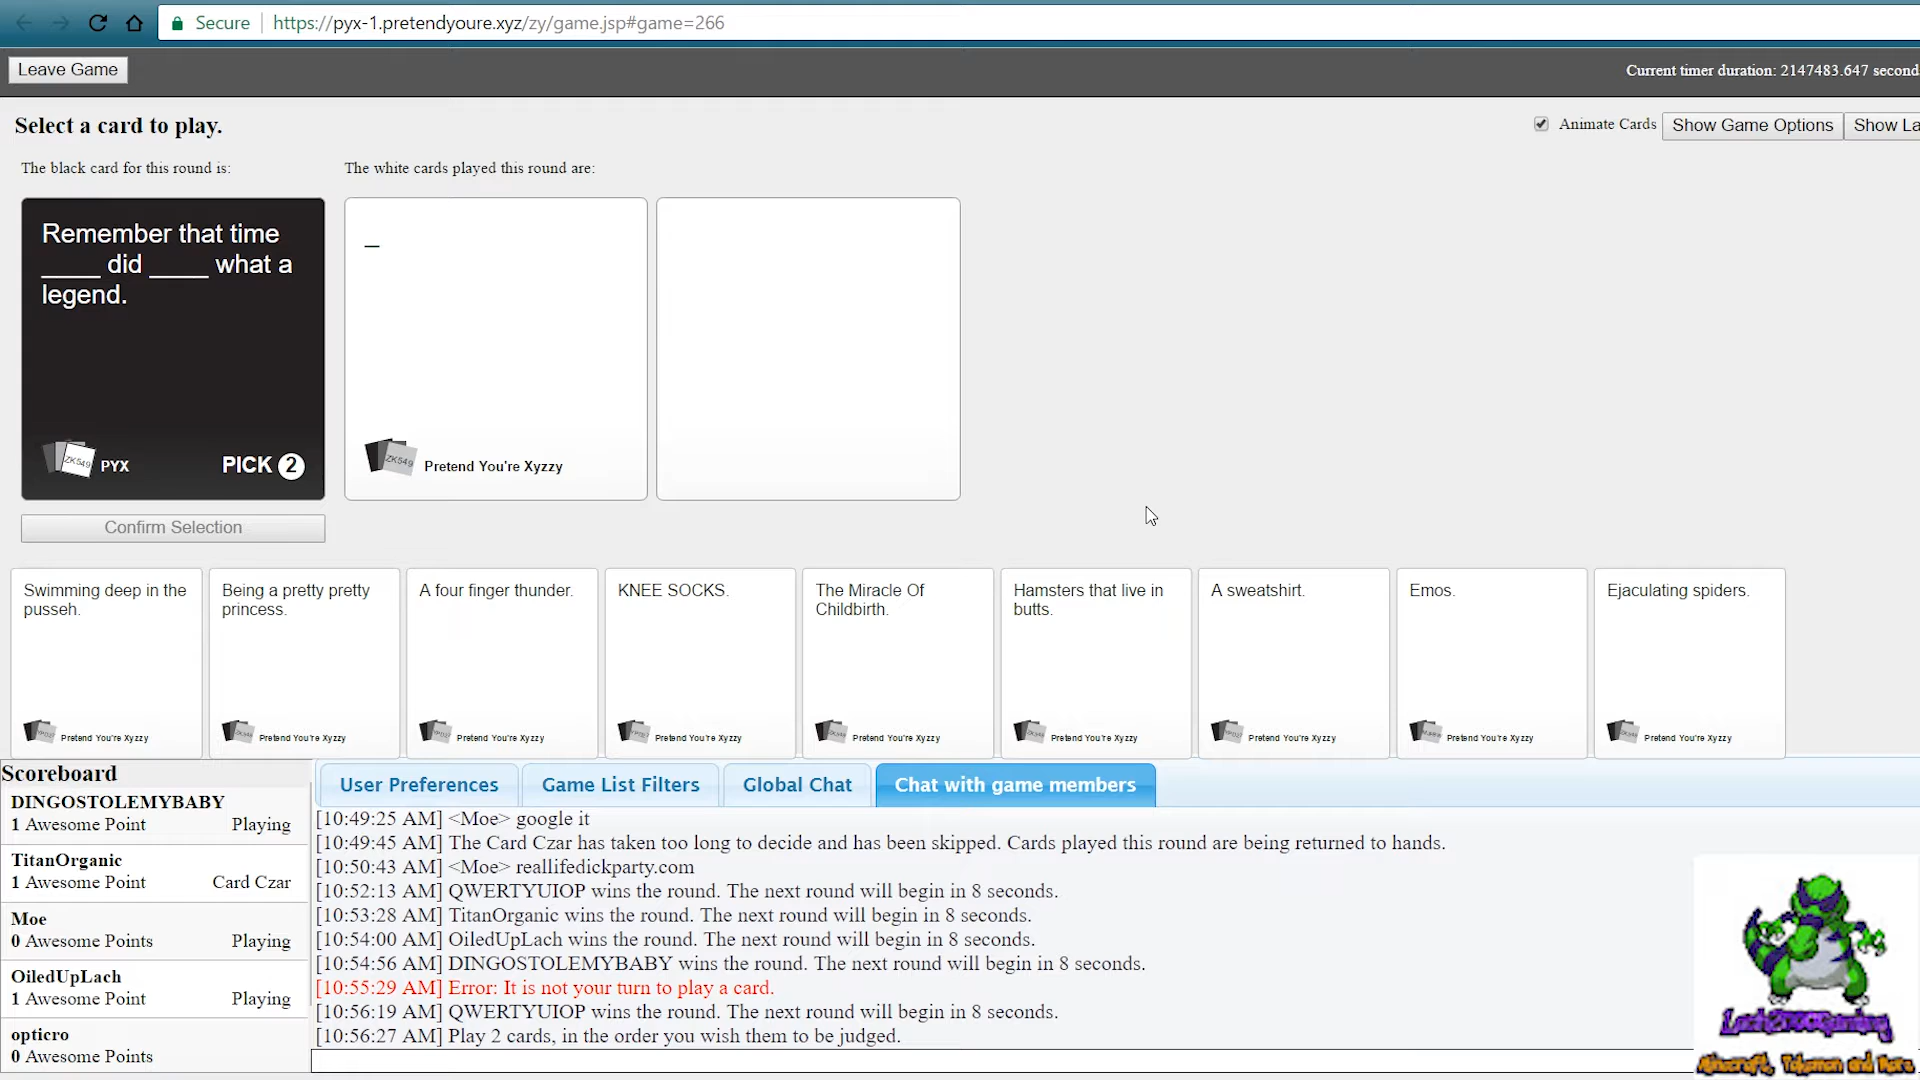 Secure https://pyx-1.pretendyoure.xyz/zy/game.jsp#game=266
Leave Game
Current timer duration: 2147483.647 second
Select a card to play.
Animate Cards
Show Game Options
Show La
The black card for this round is:
The white cards played this round are:
Remember that time
____ did ____ what a
legend.
PYX
PICK 2
_
Pretend You're Xyzzy
Confirm Selection
Swimming deep in the
pusseh.
Pretend You're Xyzzy
Being a pretty pretty
princess.
Pretend You're Xyzzy
A four finger thunder.
Pretend You're Xyzzy
KNEE SOCKS.
Pretend You're Xyzzy
The Miracle Of
Childbirth.
Pretend You're Xyzzy
Hamsters that live in
butts.
Pretend You're Xyzzy
A sweatshirt.
Pretend You're Xyzzy
Emos.
Pretend You're Xyzzy
Ejaculating spiders.
Pretend You're Xyzzy
Scoreboard
DINGOSTOLEMYBABY
1 Awesome Point Playing
TitanOrganic
1 Awesome Point Card Czar
Moe
0 Awesome Points Playing
OiledUpLach
1 Awesome Point Playing
opticro
0 Awesome Points
User Preferences
Game List Filters
Global Chat
Chat with game members
[10:49:25 AM] <Moe> google it
[10:49:45 AM] The Card Czar has taken too long to decide and has been skipped. Cards played this round are being returned to hands.
[10:50:43 AM] <Moe> reallifedickparty.com
[10:52:13 AM] QWERTYUIOP wins the round. The next round will begin in 8 seconds.
[10:53:28 AM] TitanOrganic wins the round. The next round will begin in 8 seconds.
[10:54:00 AM] OiledUpLach wins the round. The next round will begin in 8 seconds.
[10:54:56 AM] DINGOSTOLEMYBABY wins the round. The next round will begin in 8 seconds.
[10:55:29 AM] Error: It is not your turn to play a card.
[10:56:19 AM] QWERTYUIOP wins the round. The next round will begin in 8 seconds.
[10:56:27 AM] Play 2 cards, in the order you wish them to be judged.
Minecraft, Pokemon and More